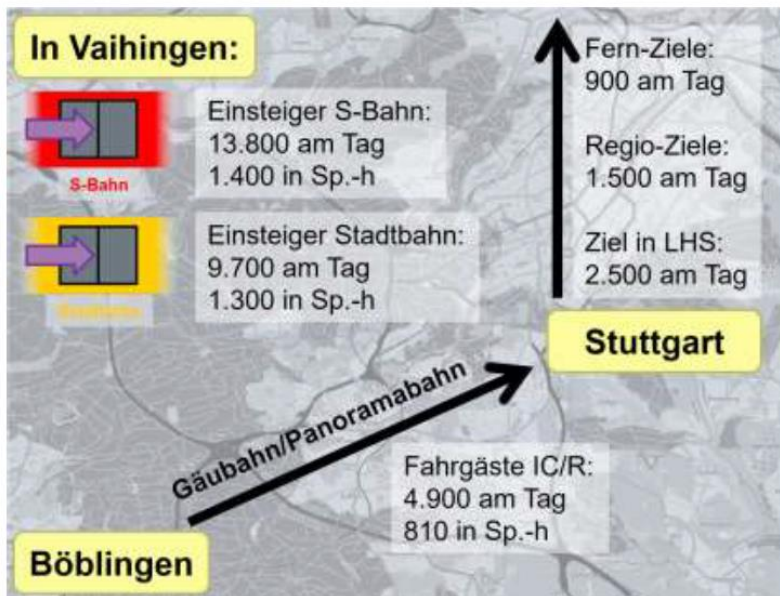 In Vaihingen:
S-Bahn
Einsteiger S-Bahn:
13.800 am Tag
1.400 in Sp.-h
Einsteiger Stadtbahn:
9.700 am Tag
1.300 in Sp.-h
Fern-Ziele:
900 am Tag
Regio-Ziele:
1.500 am Tag
Ziel in LHS:
2.500 am Tag
Stuttgart
Gäubahn/Panoramabahn
Fahrgäste IC/R:
4.900 am Tag
810 in Sp.-h
Böblingen